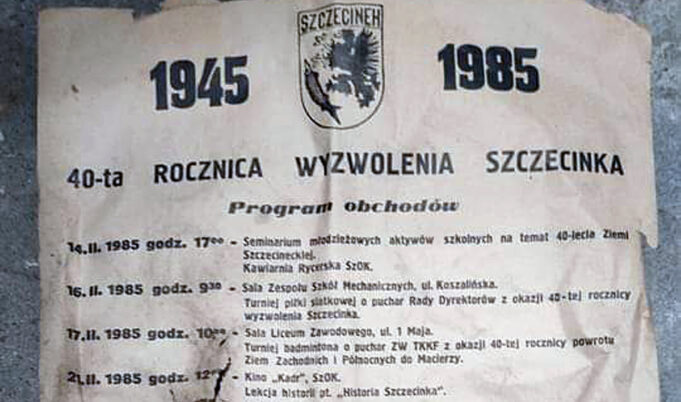 SZCZECINEK
1945 1985
40-ta ROCZNICA WYZWOLENIA SZCZECINKA
Program obchodów
14.II. 1985 godz. 17⁰⁰ - Seminarium młodzieżowych aktywów szkolnych na temat 40-lecia Ziemi
Szczecineckiej.
Kawiarnia Rycerska SzOK.
16.II. 1985 godz. 9³⁰ - Sala Zespołu Szkół Mechanicznych, ul. Koszalińska.
Turniej piłki siatkowej o puchar Rady Dyrektorów z okazji 40-tej rocznicy
wyzwolenia Szczecinka.
17.II. 1985 godz. 10⁰⁰ - Sala Liceum Zawodowego, ul. 1 Maja.
Turniej badmintona o puchar ZW TKKF z okazji 40-tej rocznicy powrotu
Ziem Zachodnich i Północnych do Macierzy.
21.II. 1985 godz. 12⁰⁰ - Kino „Kadr", SzOK.
Lekcja historii pt. „Historia Szczecinka".